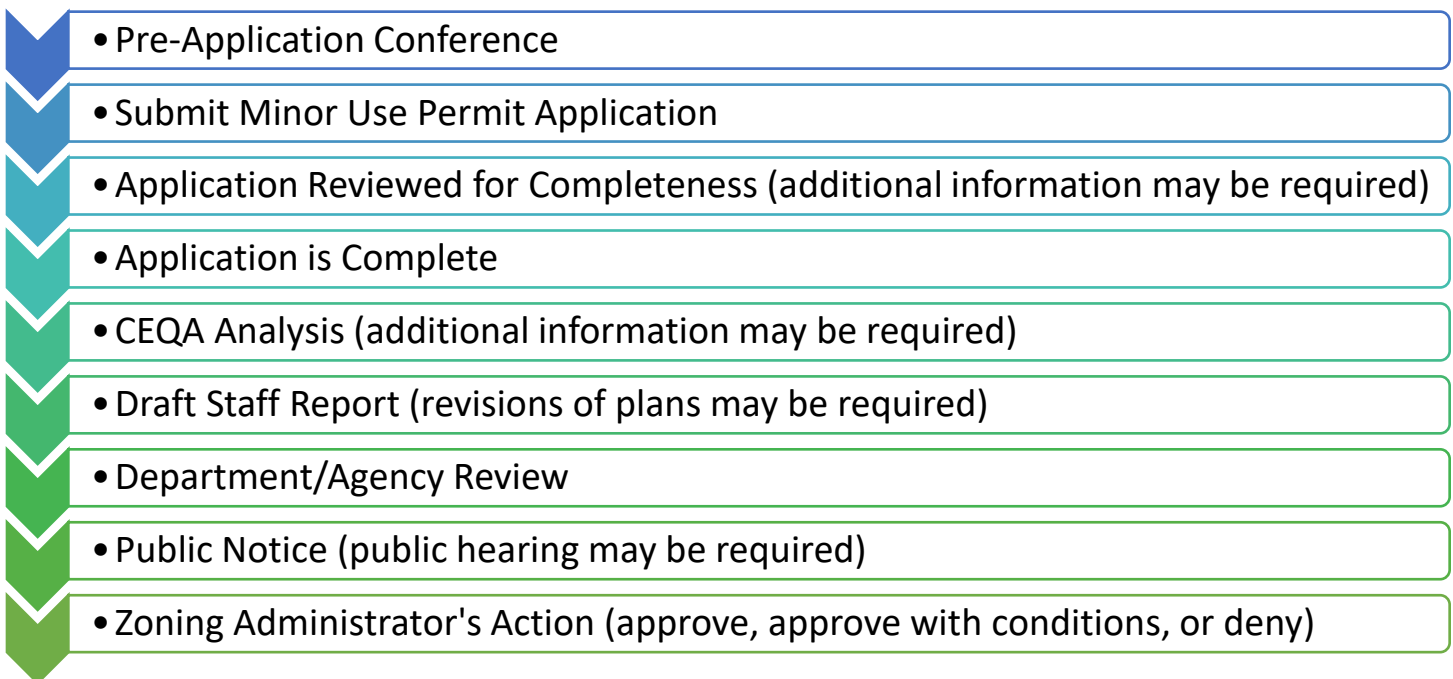 •Pre-Application Conference
•Submit Minor Use Permit Application
•Application Reviewed for Completeness (additional information may be required)
•Application is Complete
•CEQA Analysis (additional information may be required)
•Draft Staff Report (revisions of plans may be required)
•Department/Agency Review
•Public Notice (public hearing may be required)
•Zoning Administrator's Action (approve, approve with conditions, or deny)